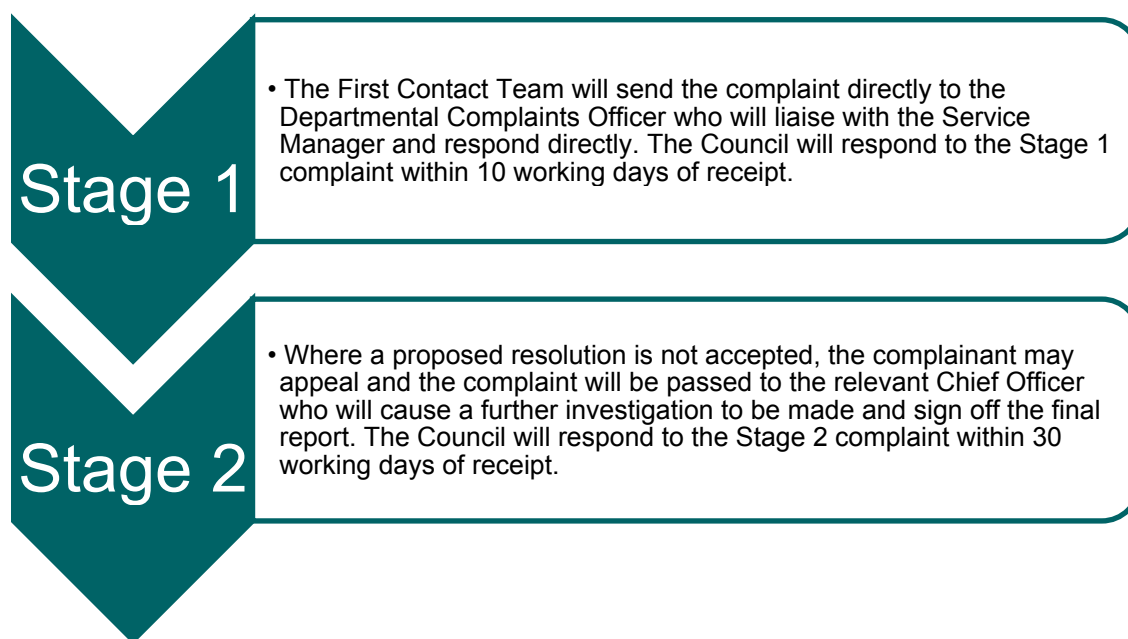 Stage 1
• The First Contact Team will send the complaint directly to the
Departmental Complaints Officer who will liaise with the Service
Manager and respond directly. The Council will respond to the Stage 1
complaint within 10 working days of receipt.
Stage 2
• Where a proposed resolution is not accepted, the complainant may
appeal and the complaint will be passed to the relevant Chief Officer
who will cause a further investigation to be made and sign off the final
report. The Council will respond to the Stage 2 complaint within 30
working days of receipt.